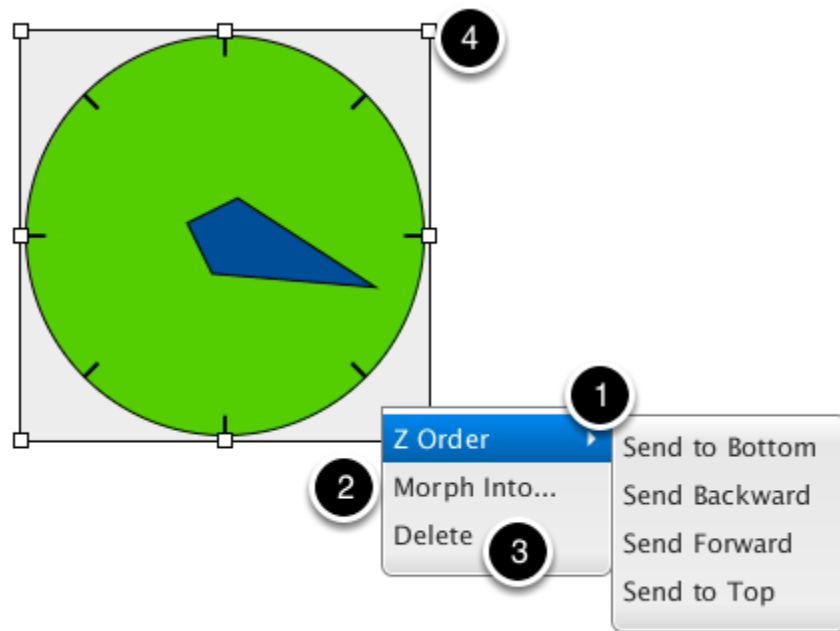 4
1
Z Order
Send to Bottom
2
Morph Into...
Send Backward
Delete
3
Send Forward
Send to Top